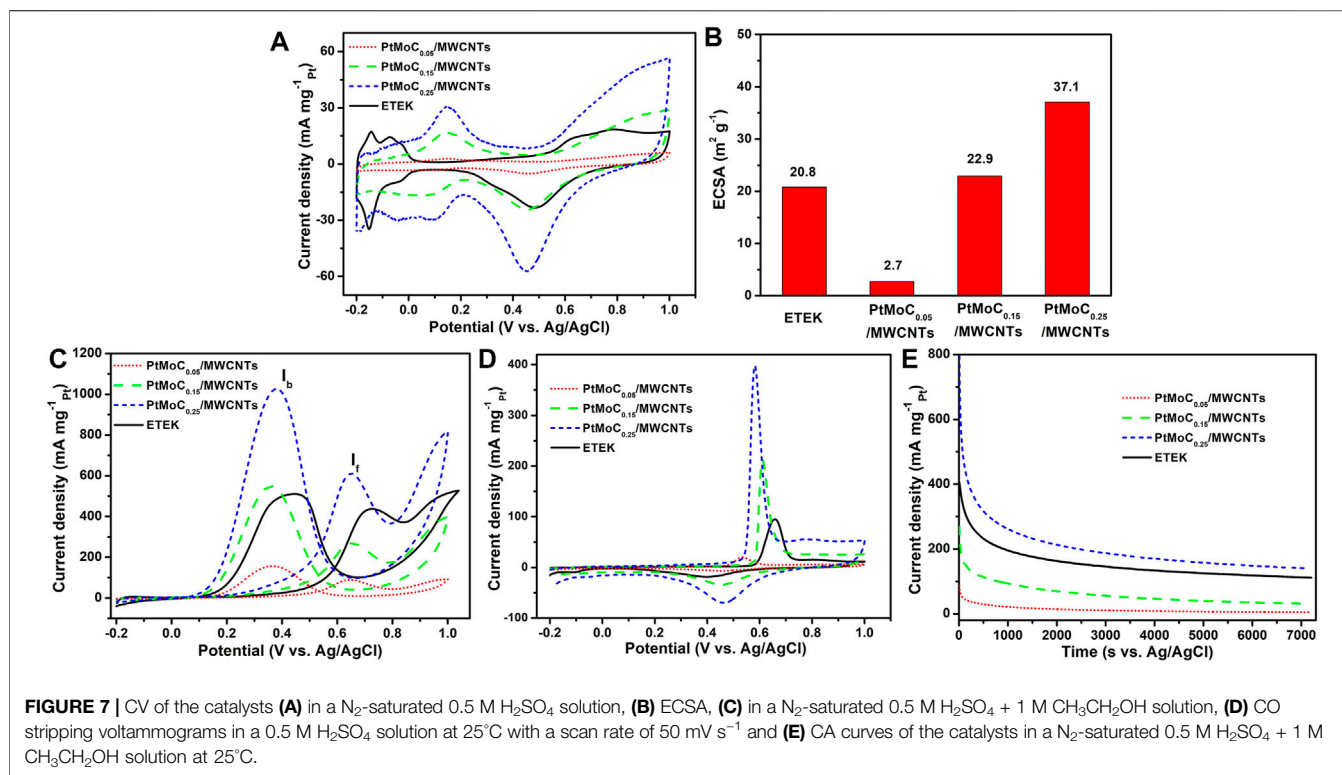 A
PtMoC0.05/MWCNTs
PtMoC0.15/MWCNTs
PtMoC0.25/MWCNTs
ETEK
60
30
0
-30
-60
Current density (mA mg⁻¹Pt)
-0.2 0.0 0.2 0.4 0.6 0.8 1.0
Potential (V vs. Ag/AgCl)
B
50
40
30
20
10
0
ECSA (m² g⁻¹)
20.8
2.7
22.9
37.1
ETEK PtMoC0.05 PtMoC0.15 PtMoC0.25
/MWCNTs /MWCNTs /MWCNTs
C
PtMoC0.05/MWCNTs
PtMoC0.15/MWCNTs
PtMoC0.25/MWCNTs
ETEK
Ib
If
1200
1000
800
600
400
200
0
Current density (mA mg⁻¹Pt)
-0.2 0.0 0.2 0.4 0.6 0.8 1.0
Potential (V vs. Ag/AgCl)
D
PtMoC0.05/MWCNTs
PtMoC0.15/MWCNTs
PtMoC0.25/MWCNTs
ETEK
400
300
200
100
0
-100
Current density (mA mg⁻¹Pt)
-0.2 0.0 0.2 0.4 0.6 0.8 1.0
Potential (V vs. Ag/AgCl)
E
PtMoC0.05/MWCNTs
PtMoC0.15/MWCNTs
PtMoC0.25/MWCNTs
ETEK
800
600
400
200
0
Current density (mA mg⁻¹Pt)
0 1000 2000 3000 4000 5000 6000 7000
Time (s vs. Ag/AgCl)
FIGURE 7 | CV of the catalysts (A) in a N₂-saturated 0.5 M H₂SO₄ solution, (B) ECSA, (C) in a N₂-saturated 0.5 M H₂SO₄ + 1 M CH₃CH₂OH solution, (D) CO
stripping voltammograms in a 0.5 M H₂SO₄ solution at 25°C with a scan rate of 50 mV s⁻¹ and (E) CA curves of the catalysts in a N₂-saturated 0.5 M H₂SO₄ + 1 M
CH₃CH₂OH solution at 25°C.